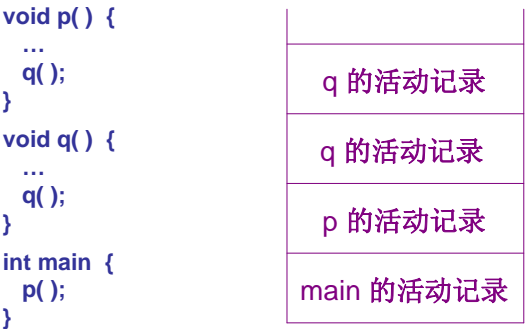 void p( ) {
…
q( );
}
void q( ) {
…
q( );
}
int main {
p( );
}
q 的活动记录
q 的活动记录
p 的活动记录
main 的活动记录